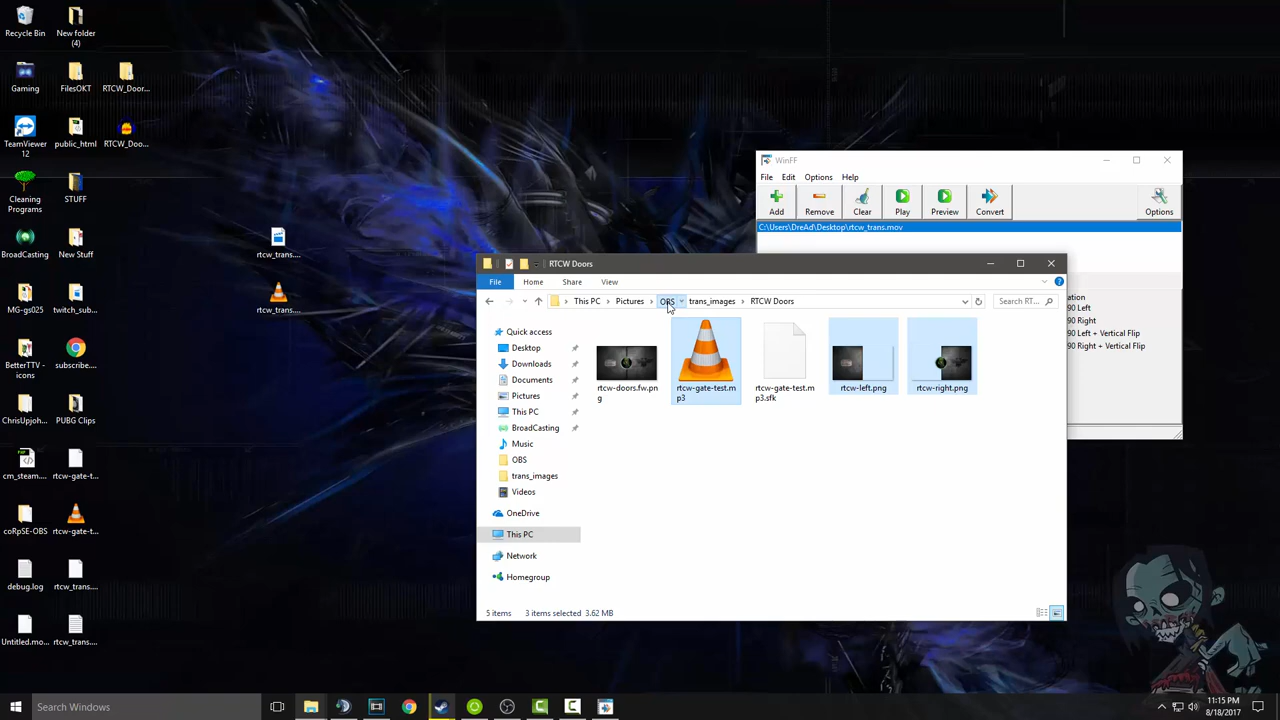 Recycle Bin
New folder
(4)
Gaming
FilesOKT
RTCW_Doo...
TeamViewer
12
public_html
RTCW_Doo...
Cleaning
Programs
STUFF
BroadCasting
New Stuff
MG-gs025
twitch_sub...
BetterTTV -
icons
subscribe....
ChrisUpjoh...
PUBG Clips
cm_steam....
rtcw-gate-t...
coRpSE-OBS
rtcw-gate-t...
debug.log
rtcw_trans....
Untitled.mo...
rtcw_trans....
rtcw_trans....
rtcw_trans....
WinFF
File Edit Options Help
Add Remove Clear Play Preview Convert Options
C:\Users\DreAd\Desktop\rtcw_trans.mov
ation
90 Left
90 Right
90 Left + Vertical Flip
90 Right + Vertical Flip
RTCW Doors
File Home Share View
This PC Pictures OBS trans_images RTCW Doors
Search RT...
Quick access
Desktop
Downloads
Documents
Pictures
This PC
BroadCasting
Music
OBS
trans_images
Videos
OneDrive
This PC
Network
Homegroup
rtcw-doors.fw.pn
g
rtcw-gate-test.m
p3
rtcw-gate-test.m
p3.sfk
rtcw-left.png
rtcw-right.png
5 items 3 items selected 3.62 MB
Search Windows
11:15 PM
8/18/2017